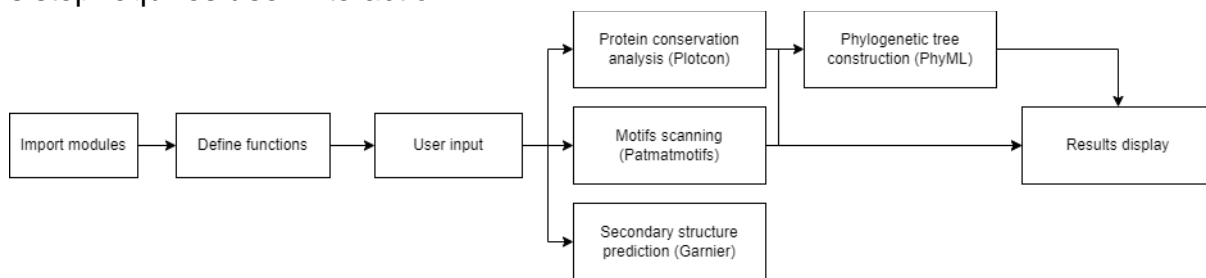 Protein conservation
analysis (Plotcon)
Phylogenetic tree
construction (PhyML)
Import modules
Define functions
User input
Motifs scanning
(Patmatmotifs)
Results display
Secondary structure
prediction (Garnier)